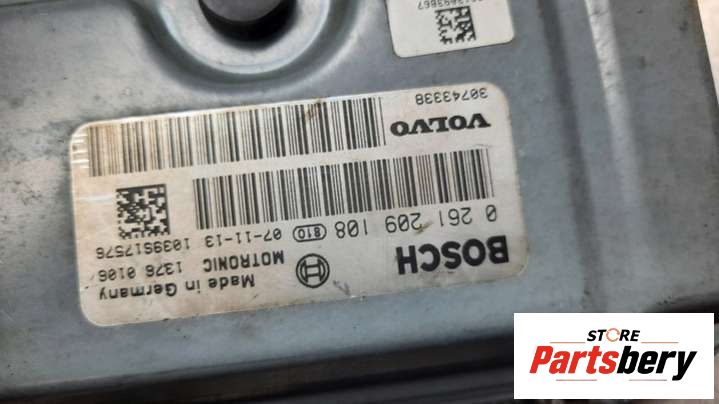 BOSCH
Made in Germany
MOTRONIC 1376 0106
0 261 209 108 810 07-11-13 1039S17576
VOLVO
30743338
STORE
Partsbery